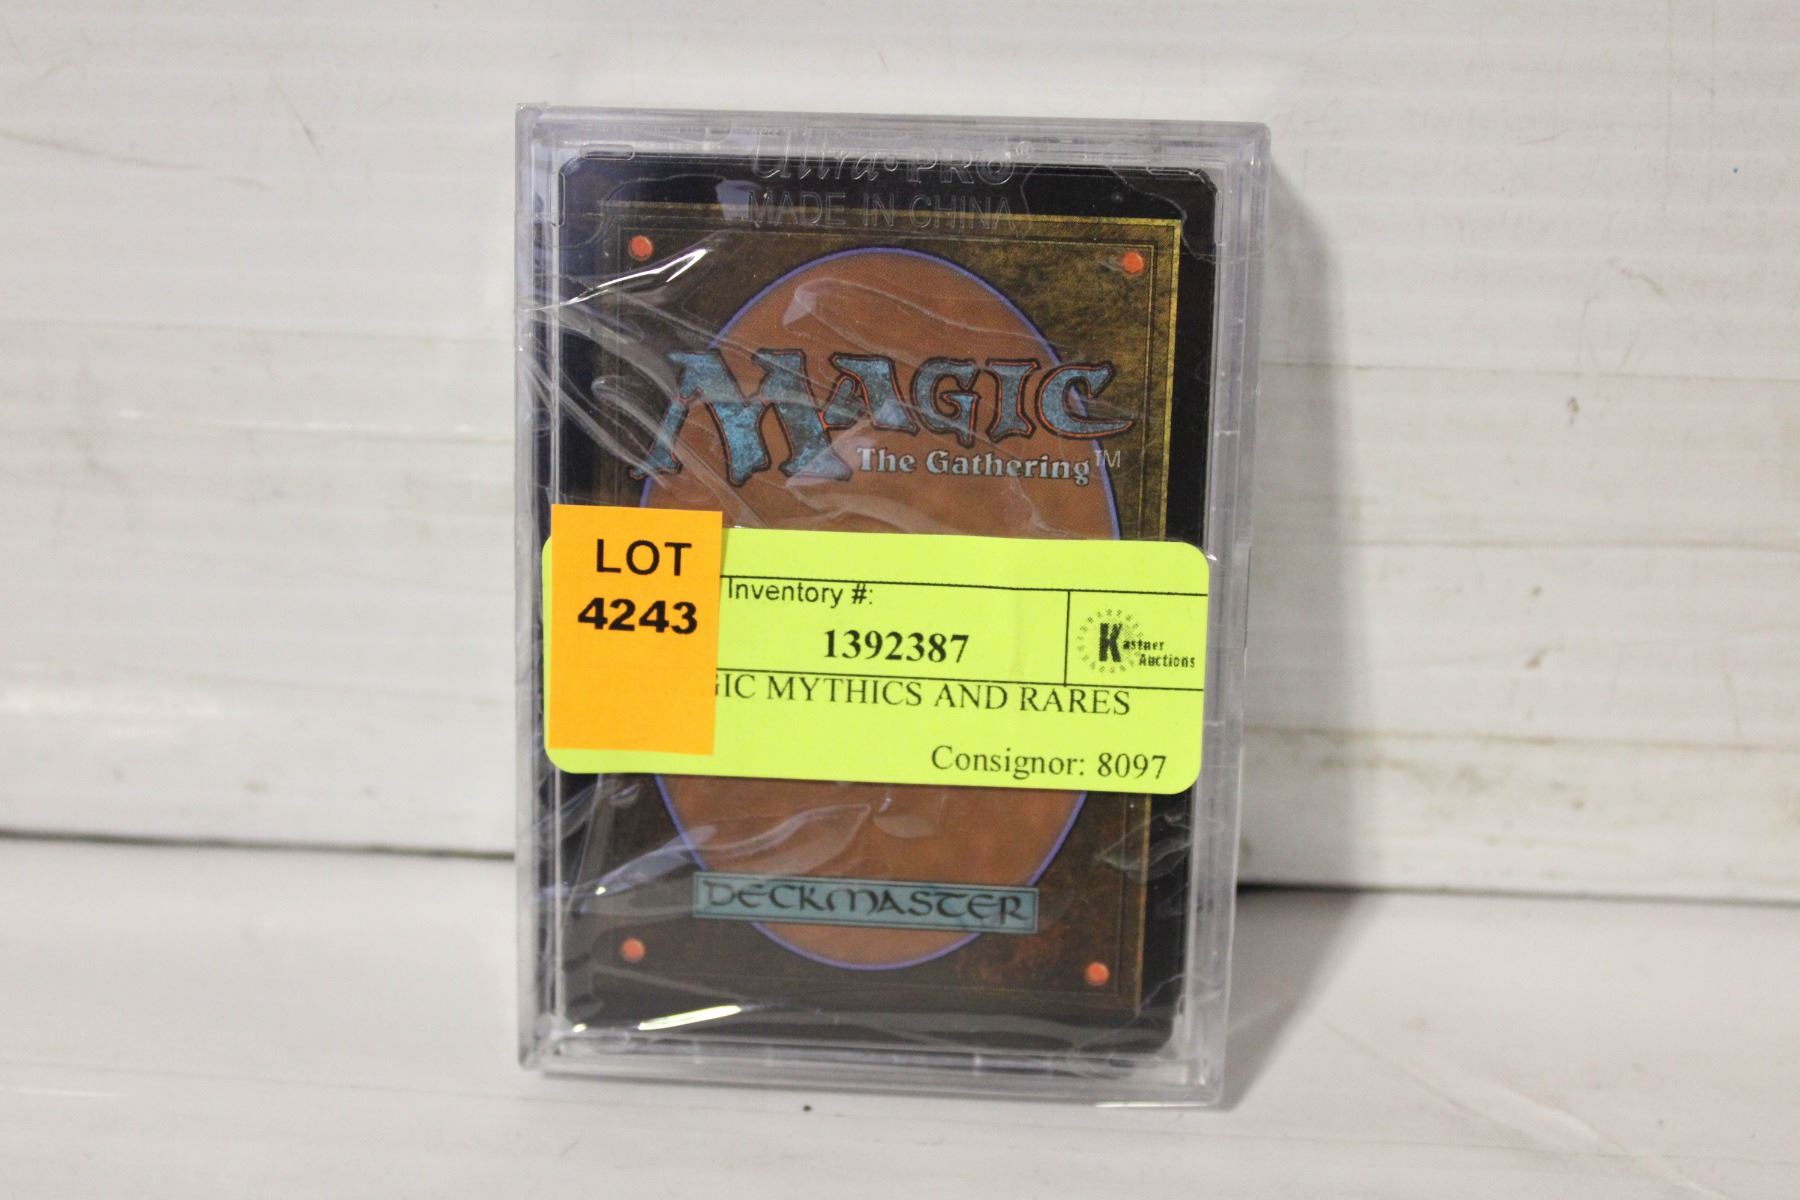 Ultra•PRO®
MADE IN CHINA
MAGIC
The Gathering™
LOT
4243
Inventory #:
1392387
Kastner
Auctions
GIC MYTHICS AND RARES
Consignor: 8097
DECKMASTER